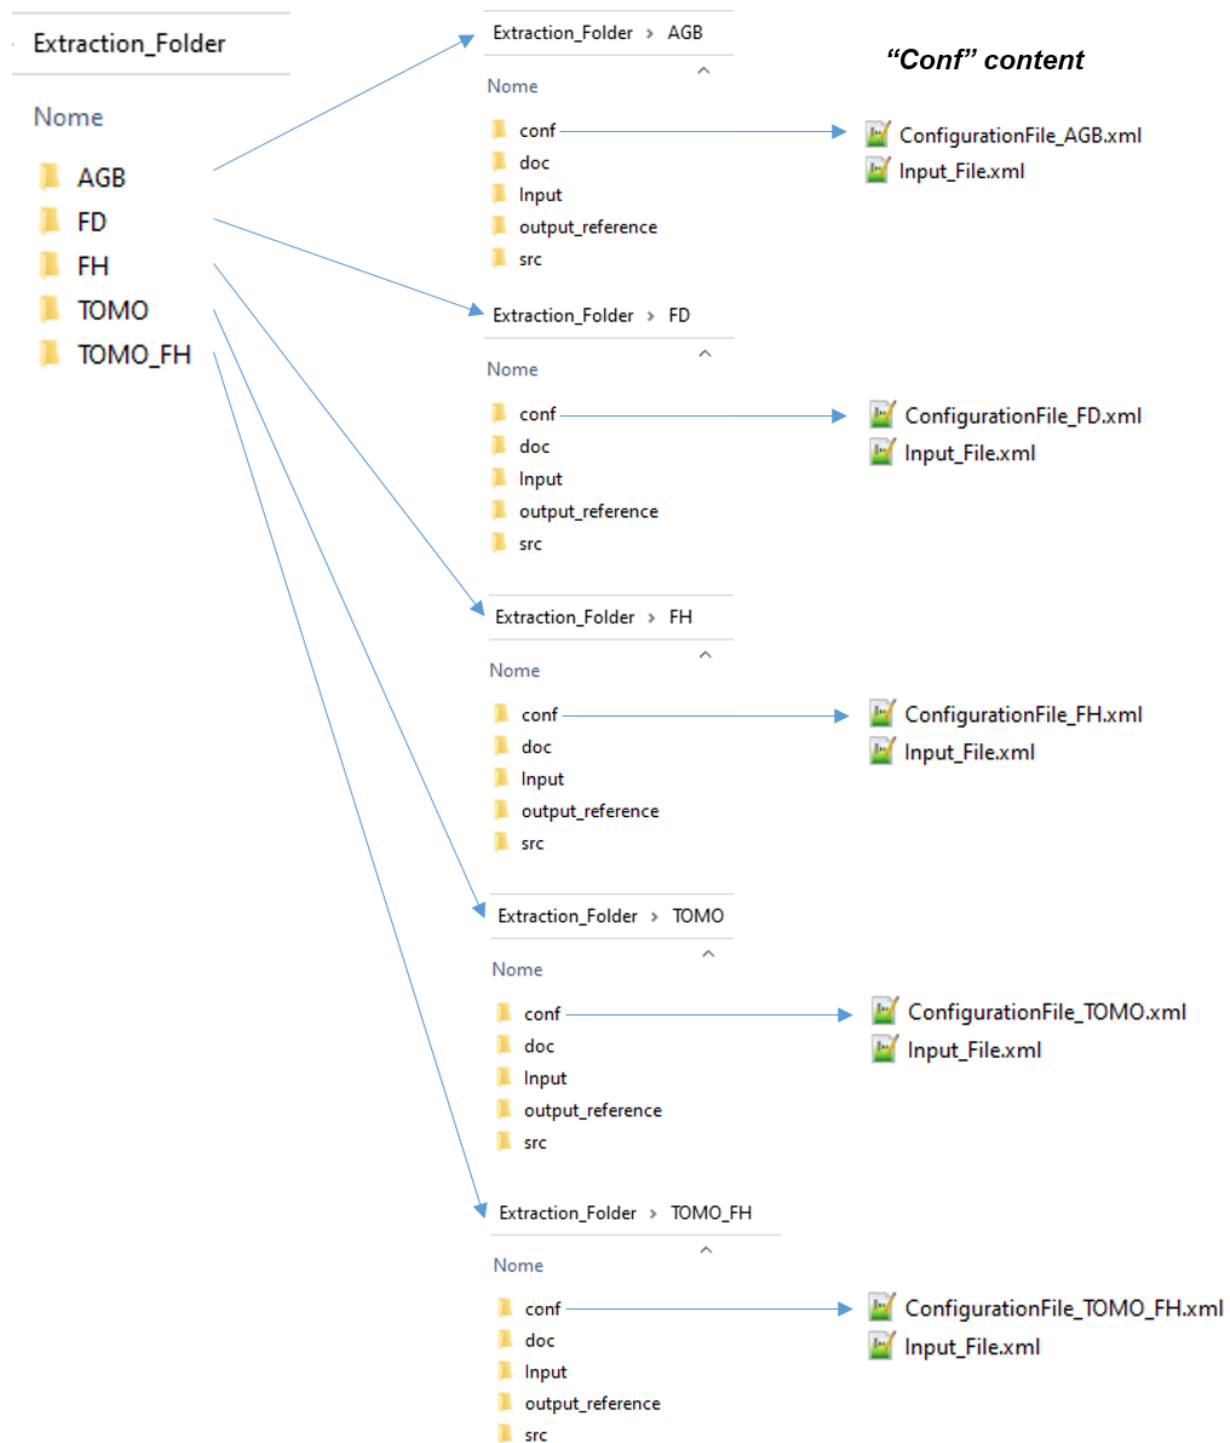 Extraction_Folder
Nome
AGB
FD
FH
TOMO
TOMO_FH
Extraction_Folder > AGB
Nome
conf
doc
Input
output_reference
src
Extraction_Folder > FD
Nome
conf
doc
Input
output_reference
src
Extraction_Folder > FH
Nome
conf
doc
Input
output_reference
src
Extraction_Folder > TOMO
Nome
conf
doc
Input
output_reference
src
Extraction_Folder > TOMO_FH
Nome
conf
doc
Input
output_reference
src
“Conf” content
ConfigurationFile_AGB.xml
Input_File.xml
ConfigurationFile_FD.xml
Input_File.xml
ConfigurationFile_FH.xml
Input_File.xml
ConfigurationFile_TOMO.xml
Input_File.xml
ConfigurationFile_TOMO_FH.xml
Input_File.xml